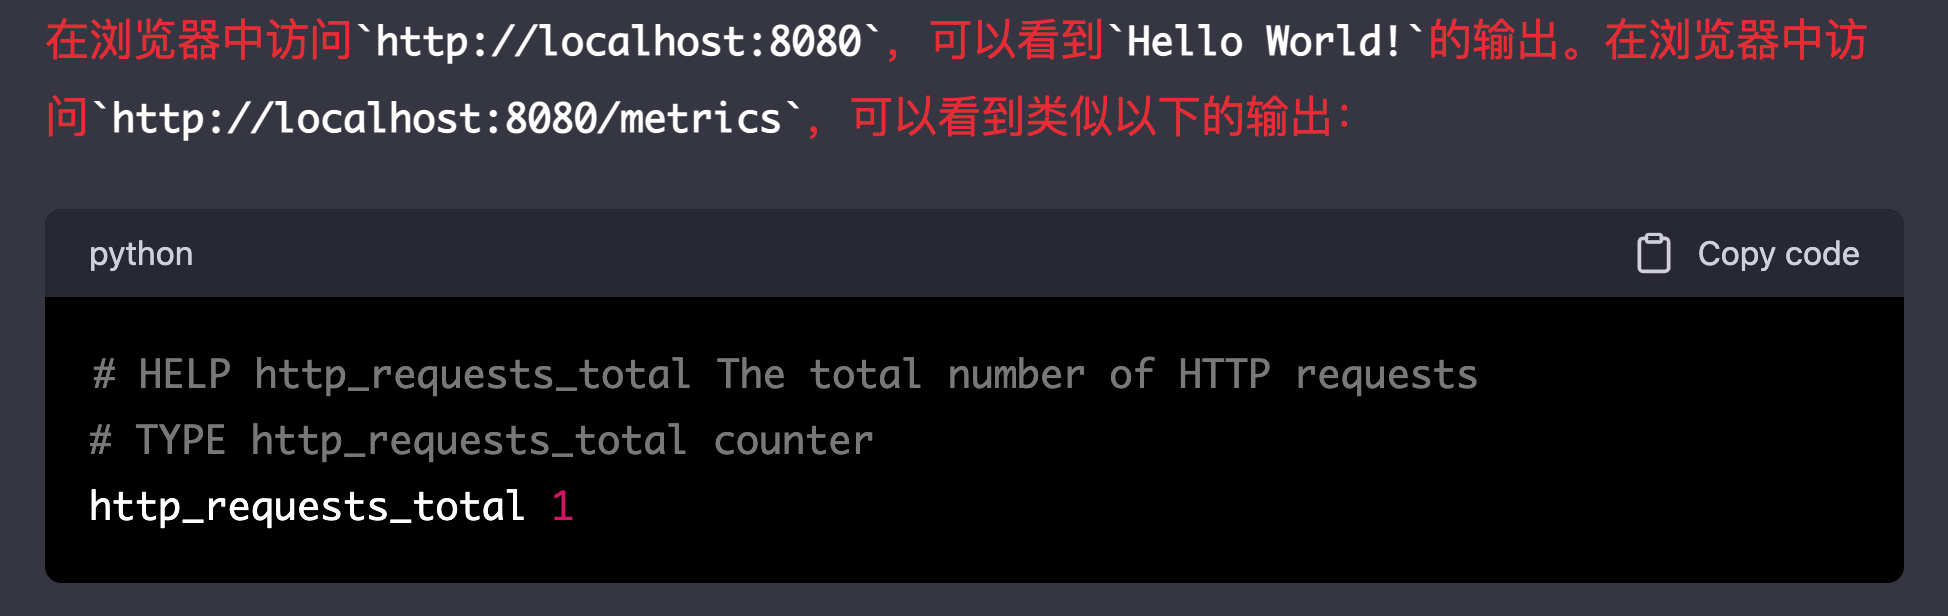 在浏览器中访问`http://localhost:8080`，可以看到`Hello World!`的输出。在浏览器中访
问`http://localhost:8080/metrics`，可以看到类似以下的输出：
python
Copy code
# HELP http_requests_total The total number of HTTP requests
# TYPE http_requests_total counter
http_requests_total 1